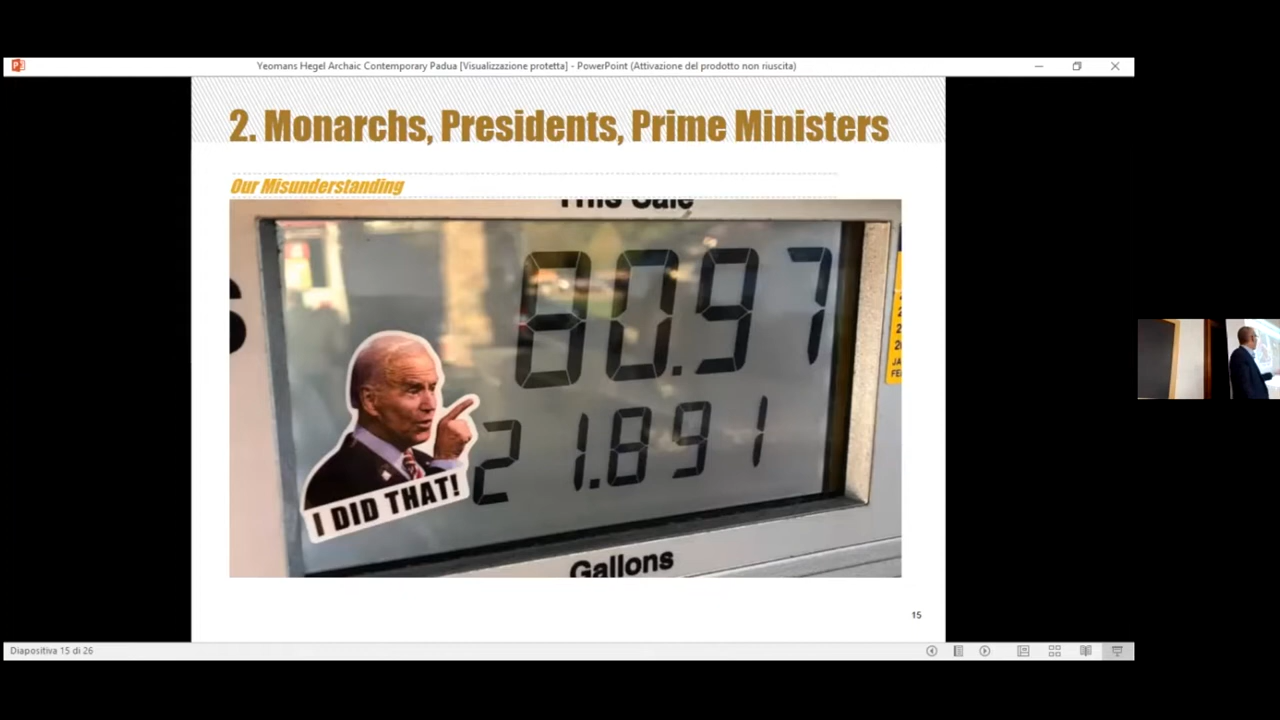 Yeomans Hegel Archaic Contemporary Padua [Visualizzazione protetta] - PowerPoint (Attivazione del prodotto non riuscita)
2. Monarchs, Presidents, Prime Ministers
Our Misunderstanding
This Sale
80.97
21.891
I DID THAT!
Gallons
15
Diapositiva 15 di 26